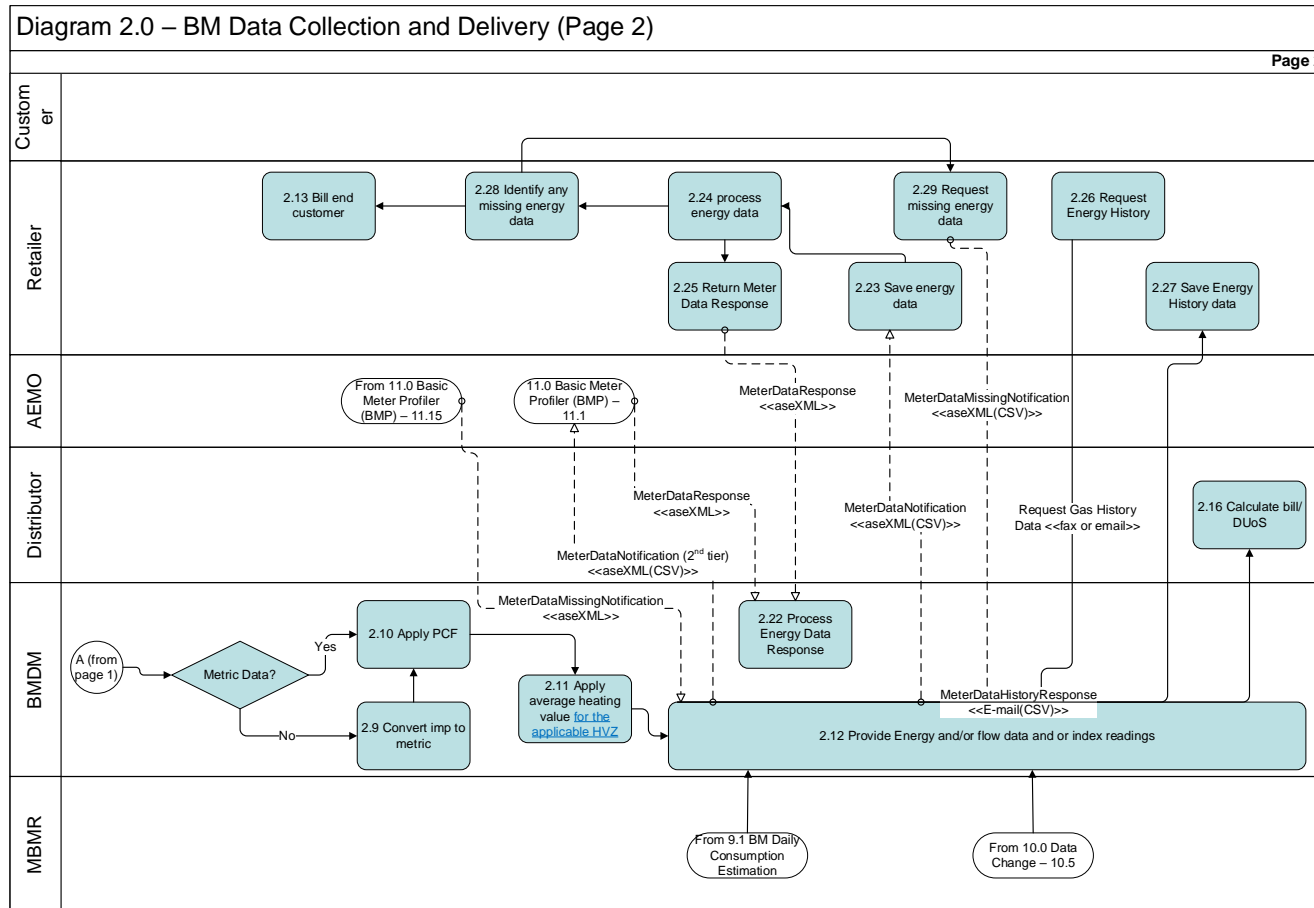 Diagram 2.0 – BM Data Collection and Delivery (Page 2)
Page
Custom
er
Retailer
AEMO
Distributor
BMDM
MBMR
2.13 Bill end
customer
2.28 Identify any
missing energy
data
2.24 process
energy data
2.29 Request
missing energy
data
2.26 Request
Energy History
2.25 Return Meter
Data Response
2.23 Save energy
data
2.27 Save Energy
History data
From 11.0 Basic
Meter Profiler
(BMP) – 11.15
11.0 Basic Meter
Profiler (BMP) –
11.1
MeterDataResponse
<<aseXML>>
MeterDataMissingNotification
<<aseXML(CSV)>>
MeterDataResponse
<<aseXML>>
MeterDataNotification
<<aseXML(CSV)>>
Request Gas History
Data <<fax or email>>
2.16 Calculate bill/
DUoS
MeterDataNotification (2nd tier)
<<aseXML(CSV)>>
MeterDataMissingNotification
<<aseXML>>
2.22 Process
Energy Data
Response
A (from
page 1)
Metric Data?
Yes
No
2.10 Apply PCF
2.9 Convert imp to
metric
2.11 Apply
average heating
value for the
applicable HVZ
MeterDataHistoryResponse
<<E-mail(CSV)>>
2.12 Provide Energy and/or flow data and or index readings
From 9.1 BM Daily
Consumption
Estimation
From 10.0 Data
Change – 10.5